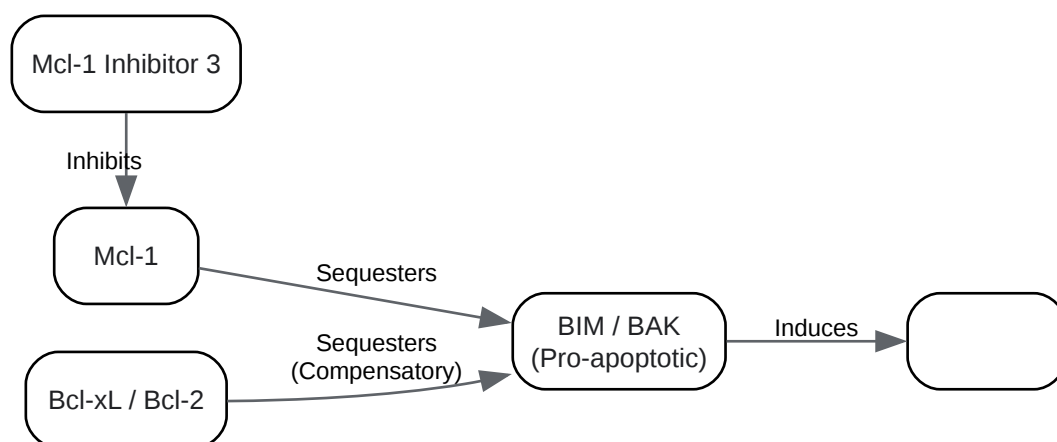 Mcl-1 Inhibitor 3
Inhibits
Mcl-1
Sequesters
Sequesters
(Compensatory)
Bcl-xL / Bcl-2
BIM / BAK
(Pro-apoptotic)
Induces